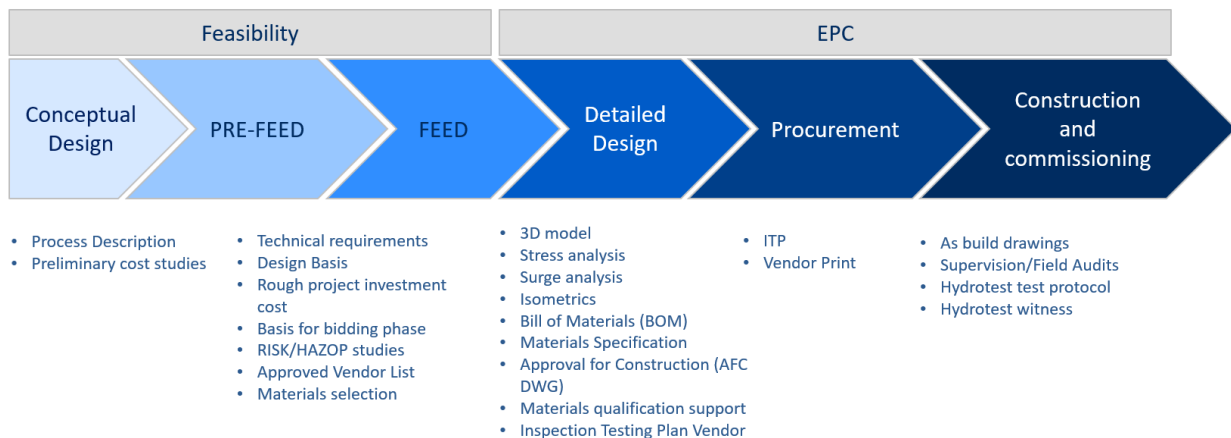 Feasibility
EPC
Conceptual
Design
PRE-FEED
FEED
Detailed
Design
Procurement
Construction
and
commissioning
• Process Description
• Preliminary cost studies
• Technical requirements
• Design Basis
• Rough project investment
cost
• Basis for bidding phase
• RISK/HAZOP studies
• Approved Vendor List
• Materials selection
• 3D model
• Stress analysis
• Surge analysis
• Isometrics
• Bill of Materials (BOM)
• Materials Specification
• Approval for Construction (AFC
DWG)
• Materials qualification support
• Inspection Testing Plan Vendor
• ITP
• Vendor Print
• As build drawings
• Supervision/Field Audits
• Hydrotest test protocol
• Hydrotest witness